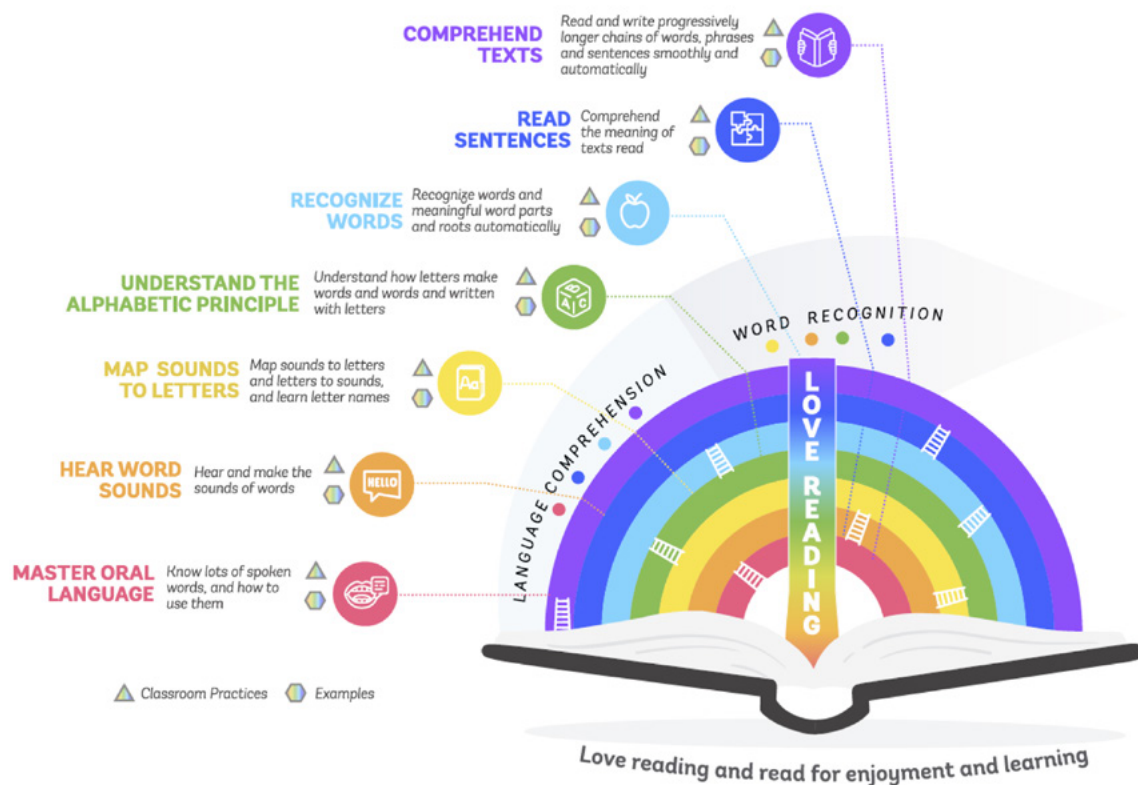 COMPREHEND
TEXTS
Read and write progressively
longer chains of words, phrases
and sentences smoothly and
automatically
READ
SENTENCES
Comprehend
the meaning of
texts read
RECOGNIZE
WORDS
Recognize words and
meaningful word parts
and roots automatically
UNDERSTAND THE
ALPHABETIC PRINCIPLE
Understand how letters make
words and words and written
with letters
A C
MAP SOUNDS
TO LETTERS
Map sounds to letters
and letters to sounds,
and learn letter names
Aa
HEAR WORD
SOUNDS
Hear and make the
sounds of words
HELLO
MASTER ORAL
LANGUAGE
Know lots of spoken
words, and how to
use them
LANGUAGE COMPREHENSION
WORD RECOGNITION
LOVE READING
Classroom Practices
Examples
Love reading and read for enjoyment and learning